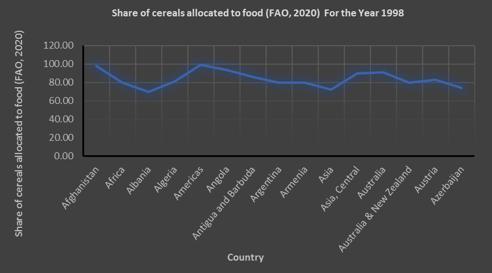 Share of cereals allocated to food (FAO, 2020)  For the Year 1998
Share of cereals allocated to food (FAO, 2020)
120.00
100.00
80.00
60.00
40.00
20.00
0.00
Afghanistan
Africa
Albania
Algeria
Americas
Angola
Antigua and Barbuda
Argentina
Armenia
Asia
Asia, Central
Australia
Australia & New Zealand
Austria
Azerbaijan
Country